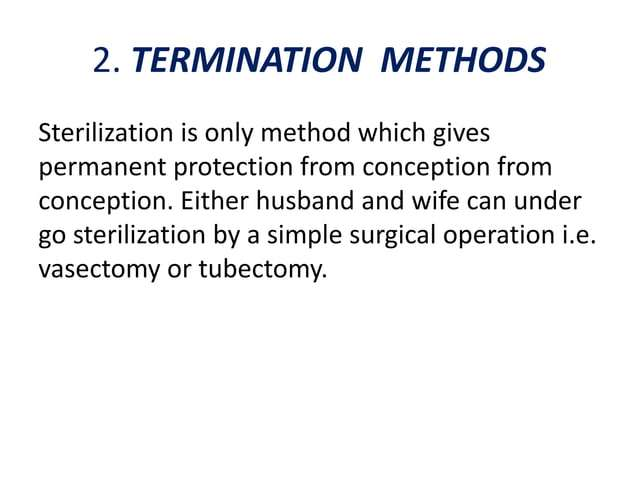 2. TERMINATION METHODS
Sterilization is only method which gives
permanent protection from conception from
conception. Either husband and wife can under
go sterilization by a simple surgical operation i.e.
vasectomy or tubectomy.